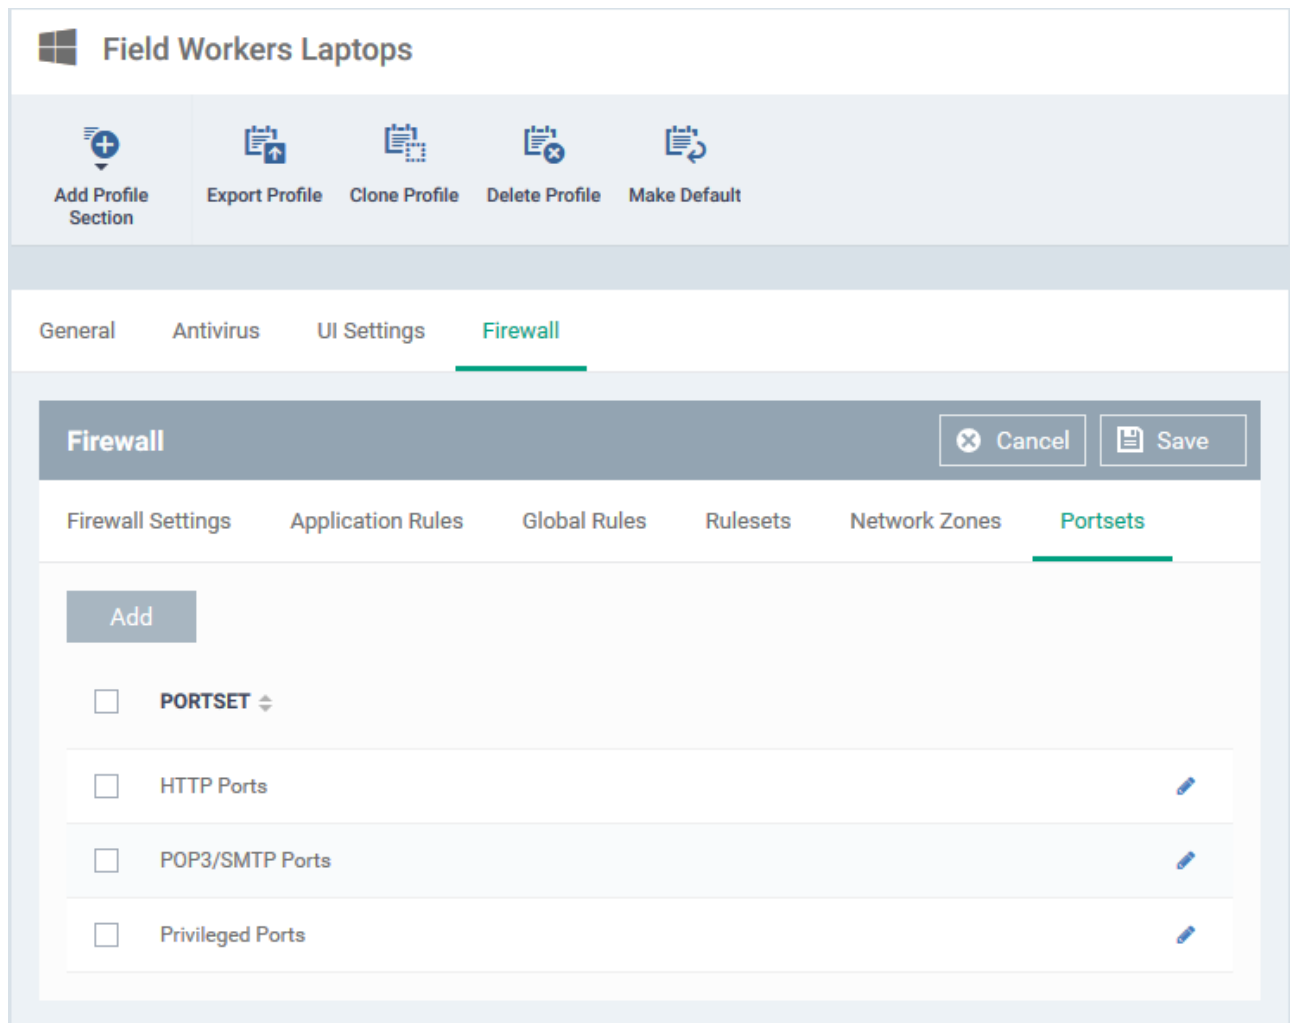 Field Workers Laptops
Add Profile Section
Export Profile
Clone Profile
Delete Profile
Make Default
General Antivirus UI Settings Firewall
Firewall Cancel Save
Firewall Settings Application Rules Global Rules Rulesets Network Zones Portsets
Add
PORTSET
HTTP Ports
POP3/SMTP Ports
Privileged Ports